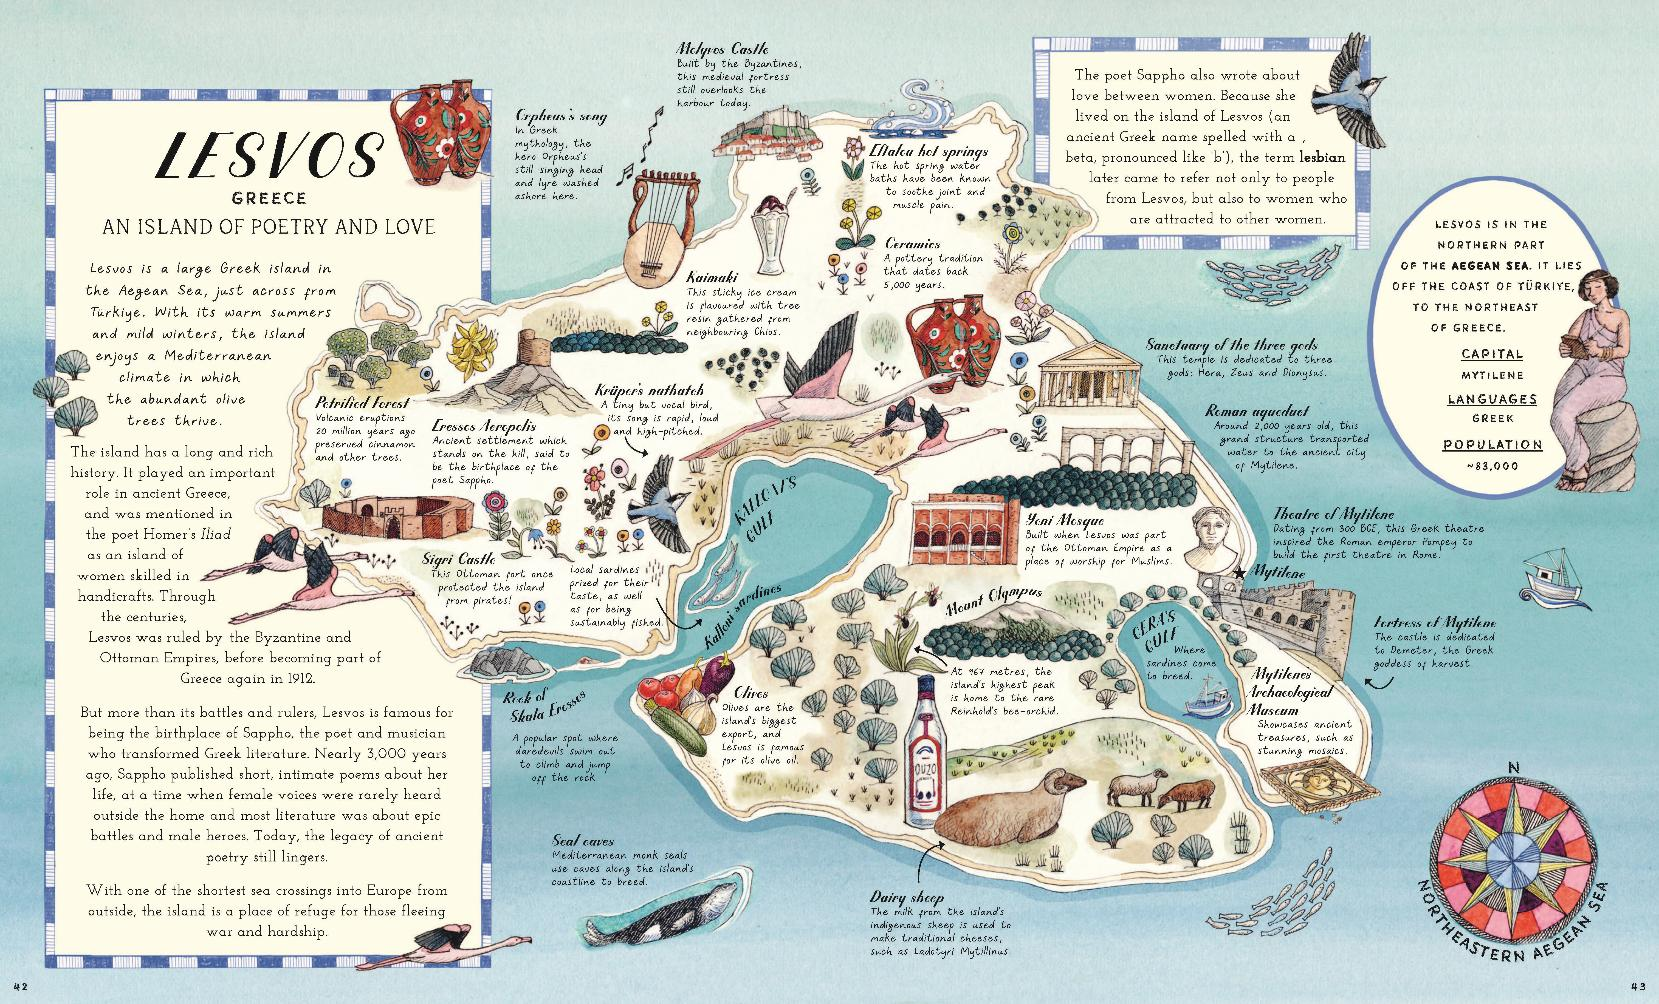 LESVOS
GREECE
AN ISLAND OF POETRY AND LOVE
Lesvos is a large Greek island in
the Aegean Sea, just across from
Türkiye. With its warm summers
and mild winters, the island
enjoys a Mediterranean
climate in which
the abundant olive
trees thrive.
The island has a long and rich
history. It played an important
role in ancient Greece,
and was mentioned in
the poet Homer's Iliad
as an island of
women skilled in
handicrafts. Through
the centuries,
Lesvos was ruled by the Byzantine and
Ottoman Empires, before becoming part of
Greece again in 1912.
But more than its battles and rulers, Lesvos is famous for
being the birthplace of Sappho, the poet and musician
who transformed Greek literature. Nearly 3,000 years
ago, Sappho published short, intimate poems about her
life, at a time when female voices were rarely heard
outside the home and most literature was about epic
battles and male heroes. Today, the legacy of ancient
poetry still lingers.
With one of the shortest sea crossings into Europe from
outside, the island is a place of refuge for those fleeing
war and hardship.
42
Orpheus's song
In Greek
mythology, the
hero Orpheus's
still singing head
and lyre washed
ashore here.
Molyvos Castle
Built by the Byzantines,
this medieval fortress
still overlooks the
harbour today.
Eftalou hot springs
The hot spring water
baths have been known
to soothe joint and
muscle pain.
Kaimaki
This sticky ice cream
is flavoured with tree
resin gathered from
neighbouring Chios.
Ceramics
A pottery tradition
that dates back
5,000 years.
Petrified Forest
Volcanic eruptions
20 million years ago
preserved cinnamon
and other trees.
Eressos Acropolis
Ancient settlement which
stands on the hill, said to
be the birthplace of the
poet Sappho.
Krüper's nuthatch
A tiny but vocal bird,
its song is rapid, loud
and high-pitched.
Sanctuary of the three gods
This temple is dedicated to three
gods: Hera, Zeus and Dionysus.
Roman aqueduct
Around 2,000 years old, this
grand structure transported
water to the ancient city
of Mytilene.
KALLONI'S
GULF
Sigri Castle
This Ottoman fort once
protected the island
from pirates!
Local sardines
prized for their
taste, as well
as for being
sustainably fished.
Kalloni sardines
Yeni Mosque
Built when Lesvos was part
of the Ottoman Empire as a
place of worship for Muslims.
Theatre of Mytilene
Dating from 300 BCE, this Greek theatre
inspired the Roman emperor Pompey to
build the first theatre in Rome.
Mytilene
Mount Olympus
At 967 metres, the
island's highest peak
is home to the rare
Reinhold's bee-orchid.
GERA'S
GULF
Where
sardines come
to breed.
Fortress of Mytilene
The castle is dedicated
to Demeter, the Greek
goddess of harvest.
Mytilene's
Archaeological
Museum
Showcases ancient
treasures, such as
stunning mosaics.
Rock of
Skala Eressos
A popular spot where
daredevils swim out
to climb and jump
off the rock
Olives
Olives are the
island's biggest
export, and
Lesvos is famous
for its olive oil.
OUZO
Seal caves
Mediterranean monk seals
use caves along the island's
coastline to breed.
Dairy sheep
The milk from the island's
indigenous sheep is used to
make traditional cheeses,
such as Ladotyri Mytilinis.
The poet Sappho also wrote about
love between women. Because she
lived on the island of Lesvos (an
ancient Greek name spelled with a ,
beta, pronounced like 'b'), the term lesbian
later came to refer not only to people
from Lesvos, but also to women who
are attracted to other women.
LESVOS IS IN THE
NORTHERN PART
OF THE AEGEAN SEA. IT LIES
OFF THE COAST OF TÜRKIYE,
TO THE NORTHEAST
OF GREECE.
CAPITAL
MYTILENE
LANGUAGES
GREEK
POPULATION
~83,000
N
NORTHEASTERN AEGEAN SEA
43